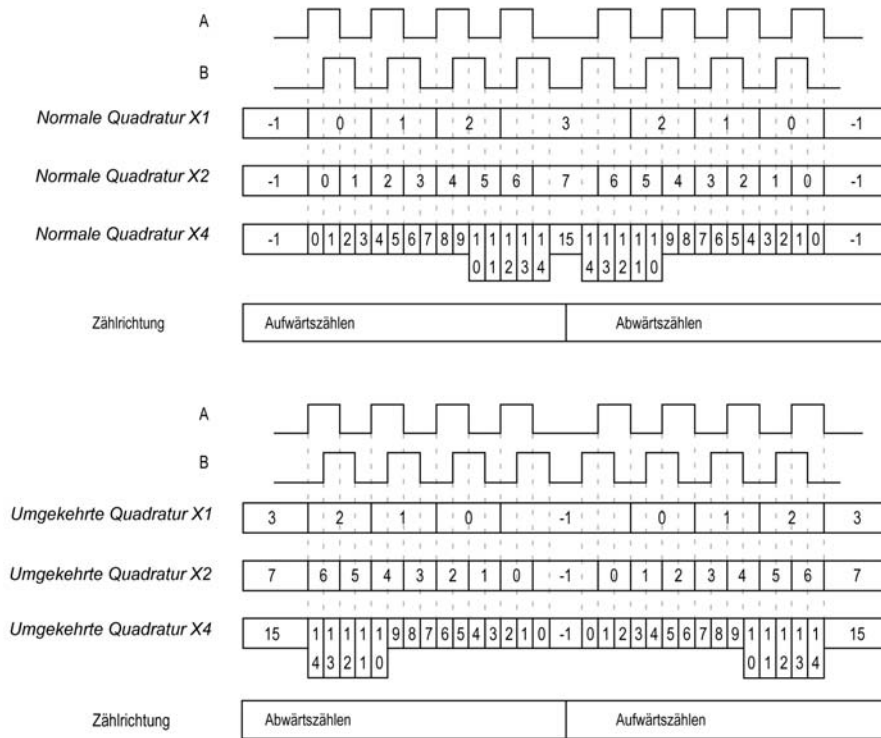 A
B
Normale Quadratur X1 -1 0 1 2 3 2 1 0 -1
Normale Quadratur X2 -1 0 1 2 3 4 5 6 7 6 5 4 3 2 1 0 -1
Normale Quadratur X4 -1 0 1 2 3 4 5 6 7 8 9 10 11 12 13 14 15 14 13 12 11 10 9 8 7 6 5 4 3 2 1 0 -1
Zählrichtung Aufwärtszählen Abwärtszählen
A
B
Umgekehrte Quadratur X1 3 2 1 0 -1 0 1 2 3
Umgekehrte Quadratur X2 7 6 5 4 3 2 1 0 -1 0 1 2 3 4 5 6 7
Umgekehrte Quadratur X4 15 14 13 12 11 10 9 8 7 6 5 4 3 2 1 0 -1 0 1 2 3 4 5 6 7 8 9 10 11 12 13 14 15
Zählrichtung Abwärtszählen Aufwärtszählen